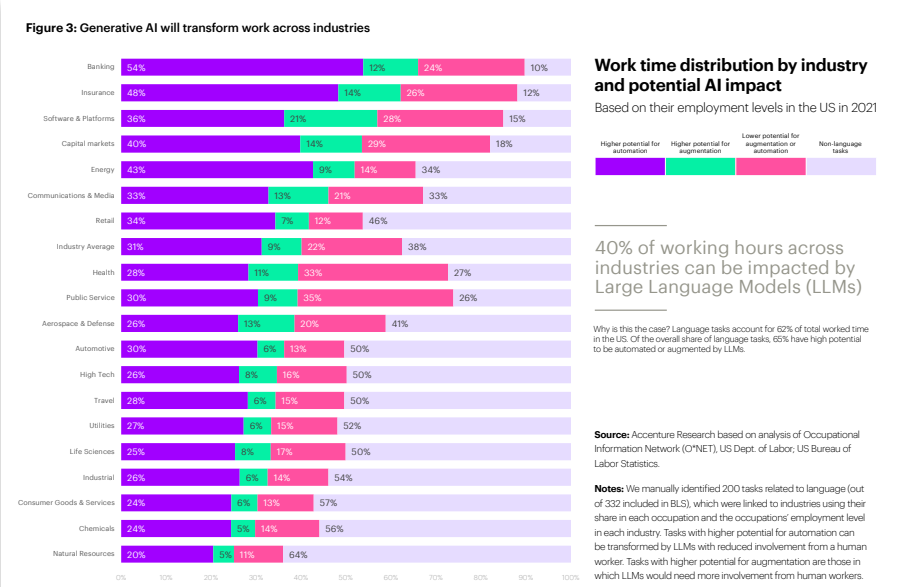 Figure 3: Generative AI will transform work across industries
Banking 54% 12% 24% 10%
Insurance 48% 14% 26% 12%
Software & Platforms 36% 21% 28% 15%
Capital markets 40% 14% 29% 18%
Energy 43% 9% 14% 34%
Communications & Media 33% 13% 21% 33%
Retail 34% 7% 12% 46%
Industry Average 31% 9% 22% 38%
Health 28% 11% 33% 27%
Public Service 30% 9% 35% 26%
Aerospace & Defense 26% 13% 20% 41%
Automotive 30% 6% 13% 50%
High Tech 26% 8% 16% 50%
Travel 28% 6% 15% 50%
Utilities 27% 6% 15% 52%
Life Sciences 25% 8% 17% 50%
Industrial 26% 6% 14% 54%
Consumer Goods & Services 24% 6% 13% 57%
Chemicals 24% 5% 14% 56%
Natural Resources 20% 5% 11% 64%
0% 10% 20% 30% 40% 50% 60% 70% 80% 90% 100%
Work time distribution by industry
and potential AI impact
Based on their employment levels in the US in 2021
Higher potential for
automation
Higher potential for
augmentation
Lower potential for
augmentation or
automation
Non-language
tasks
40% of working hours across
industries can be impacted by
Large Language Models (LLMs)
Why is this the case? Language tasks account for 62% of total worked time
in the US. Of the overall share of language tasks, 65% have high potential
to be automated or augmented by LLMs.
Source: Accenture Research based on analysis of Occupational
Information Network (O*NET), US Dept. of Labor; US Bureau of
Labor Statistics.
Notes: We manually identified 200 tasks related to language (out
of 332 included in BLS), which were linked to industries using their
share in each occupation and the occupations' employment level
in each industry. Tasks with higher potential for automation can
be transformed by LLMs with reduced involvement from a human
worker. Tasks with higher potential for augmentation are those in
which LLMs would need more involvement from human workers.